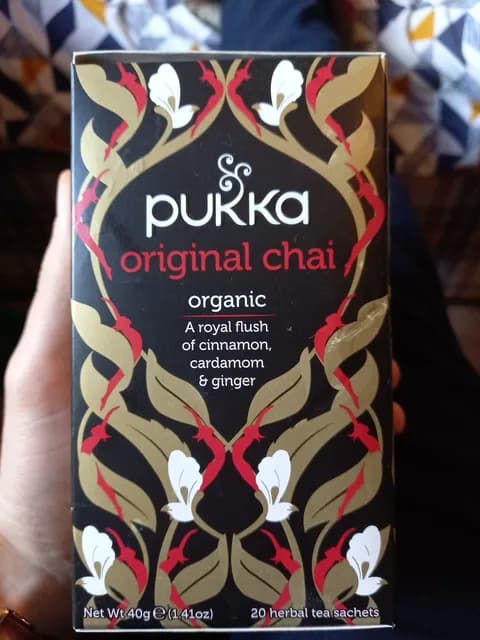 pukka
original chai
organic
A royal flush
of cinnamon,
cardamom
& ginger
Net Wt 40g ℮ (1.41oz)
20 herbal tea sachets